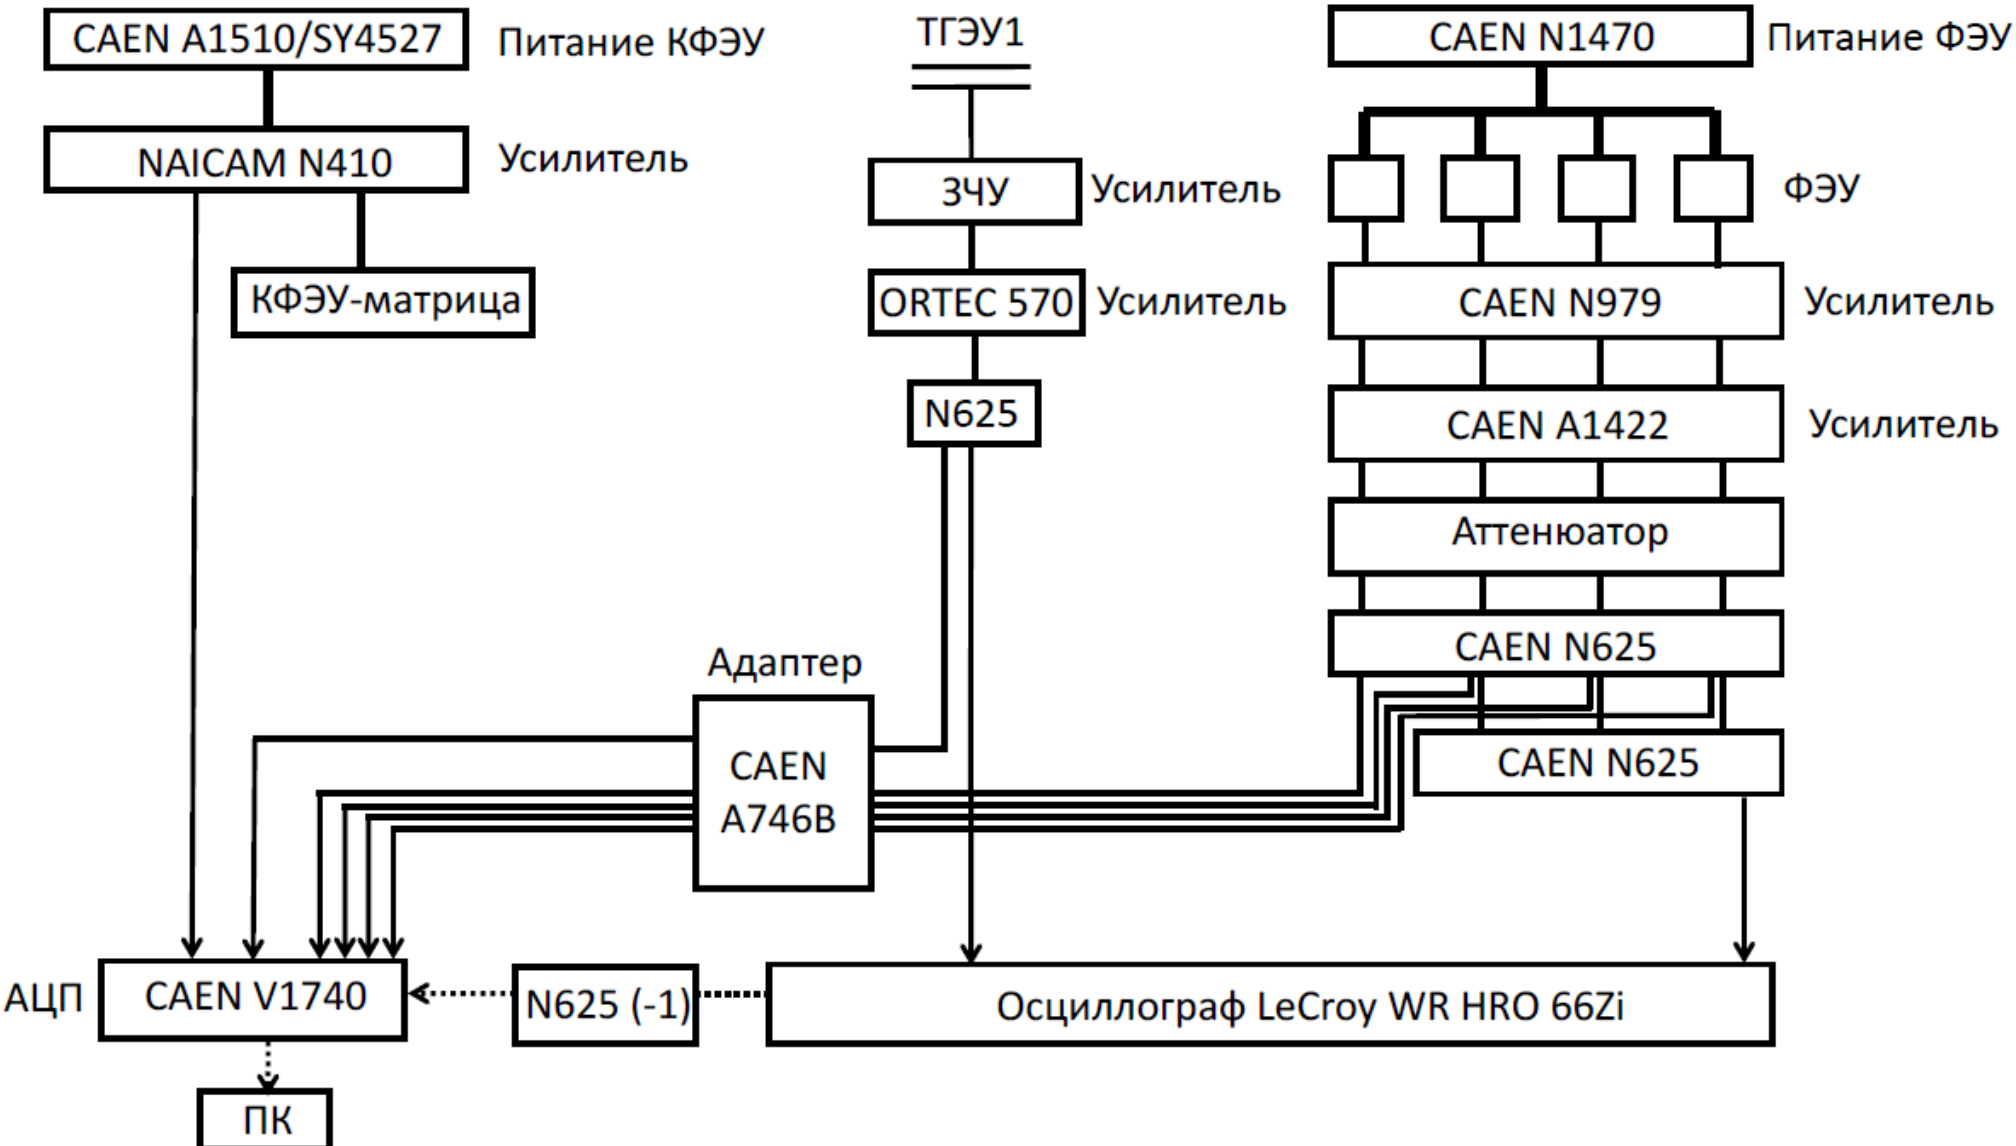 CAEN A1510/SY4527
Питание КФЭУ
ТГЭУ1
CAEN N1470
Питание ФЭУ
NAICAM N410
Усилитель
ЗЧУ
Усилитель
ФЭУ
КФЭУ-матрица
ORTEC 570
Усилитель
CAEN N979
Усилитель
N625
CAEN A1422
Усилитель
Аттенюатор
CAEN N625
Адаптер
CAEN
A746B
CAEN N625
АЦП
CAEN V1740
N625 (-1)
Осциллограф LeCroy WR HRO 66Zi
ПК